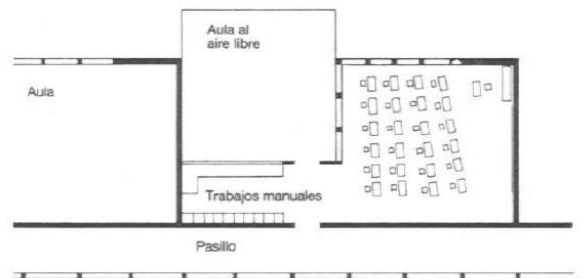 Aula al
aire libre
Aula
Trabajos manuales
Pasillo